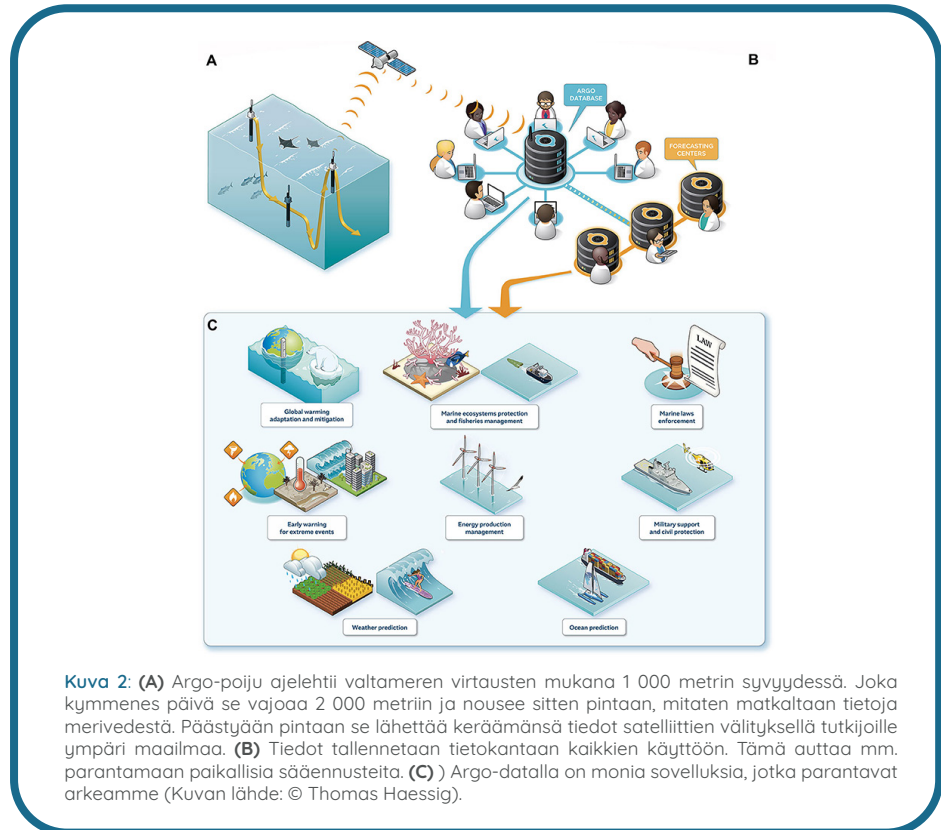 A
B
ARGO
DATABASE
FORECASTING
CENTERS
C
LAW
Global warming
adaptation and mitigation
Marine ecosystems protection
and fisheries management
Marine laws
enforcement
Early warning
for extreme events
Energy production
management
Military support
and civil protection
Weather prediction
Ocean prediction
Kuva 2: (A) Argo-poiju ajelehtii valtameren virtausten mukana 1 000 metrin syvyydessä. Joka
kymmenes päivä se vajoaa 2 000 metriin ja nousee sitten pintaan, mitaten matkaltaan tietoja
merivedestä. Päästyään pintaan se lähettää keräämänsä tiedot satelliittien välityksellä tutkijoille
ympäri maailmaa. (B) Tiedot tallennetaan tietokantaan kaikkien käyttöön. Tämä auttaa mm.
parantamaan paikallisia sääennusteita. (C) ) Argo-datalla on monia sovelluksia, jotka parantavat
arkeamme (Kuvan lähde: © Thomas Haessig).